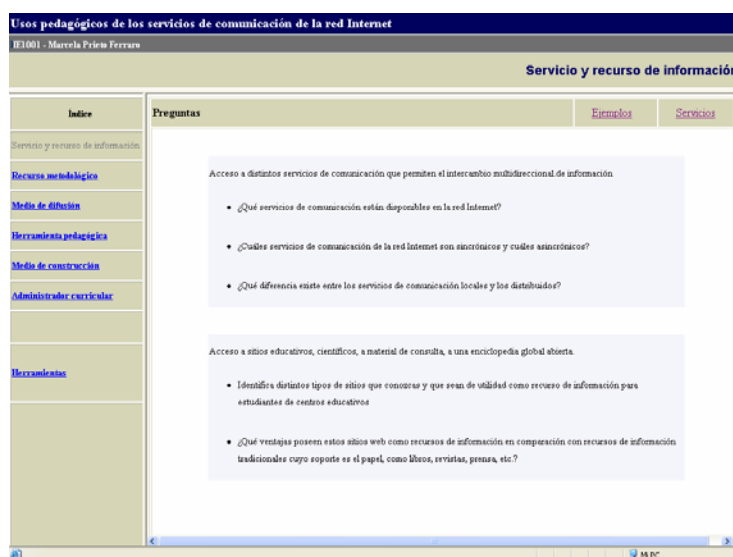 Usos pedagógicos de los servicios de comunicación de la red Internet
IE1001 - Marcela Prieto Ferraro
Servicio y recurso de información
Índice
Preguntas
Ejemplos
Servicios
Servicio y recurso de información
Recurso metodológico
Medio de difusión
Herramienta pedagógica
Medio de construcción
Administrador curricular
Herramientas
Acceso a distintos servicios de comunicación que permiten el intercambio multidireccional de información
• ¿Qué servicios de comunicación están disponibles en la red Internet?
• ¿Cuáles servicios de comunicación de la red Internet son sincrónicos y cuáles asincrónicos?
• ¿Qué diferencia existe entre los servicios de comunicación locales y los distribuidos?
Acceso a sitios educativos, científicos, a material de consulta, a una enciclopedia global abierta.
• Identifica distintos tipos de sitios que conozcas y que sean de utilidad como recurso de información para
estudiantes de centros educativos
• ¿Qué ventajas poseen estos sitios web como recursos de información en comparación con recursos de información
tradicionales cuyo soporte es el papel, como libros, revistas, prensa, etc.?
Mi PC